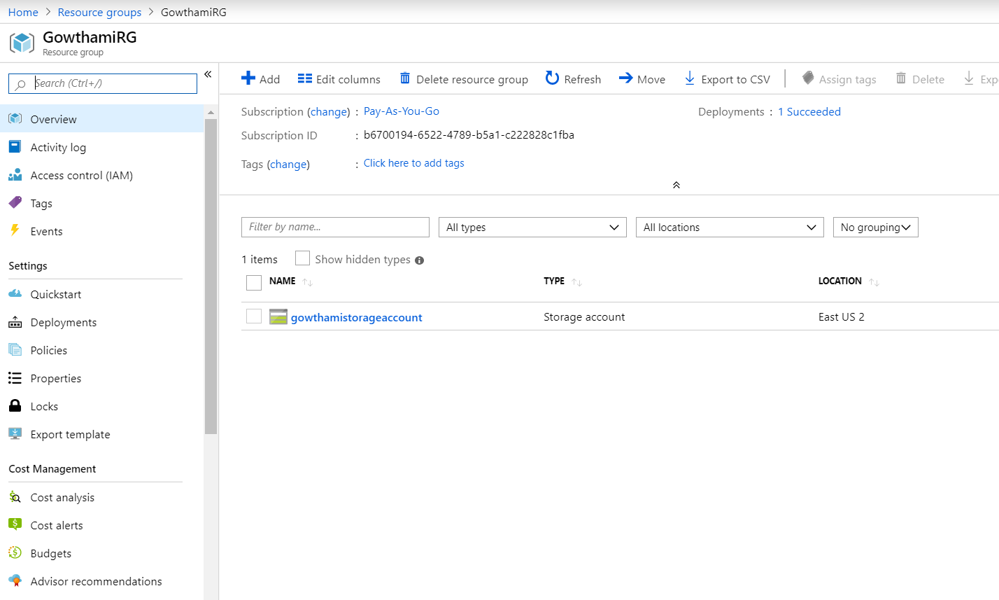 Home > Resource groups > GowthamiRG
GowthamiRG
Resource group
Search (Ctrl+/)
Overview
Activity log
Access control (IAM)
Tags
Events
Settings
Quickstart
Deployments
Policies
Properties
Locks
Export template
Cost Management
Cost analysis
Cost alerts
Budgets
Advisor recommendations
Add Edit columns Delete resource group Refresh Move Export to CSV Assign tags Delete Exp
Subscription (change) : Pay-As-You-Go Deployments : 1 Succeeded
Subscription ID : b6700194-6522-4789-b5a1-c222828c1fba
Tags (change) : Click here to add tags
Filter by name... All types All locations No grouping
1 items Show hidden types
NAME TYPE LOCATION
gowthamistorageaccount Storage account East US 2